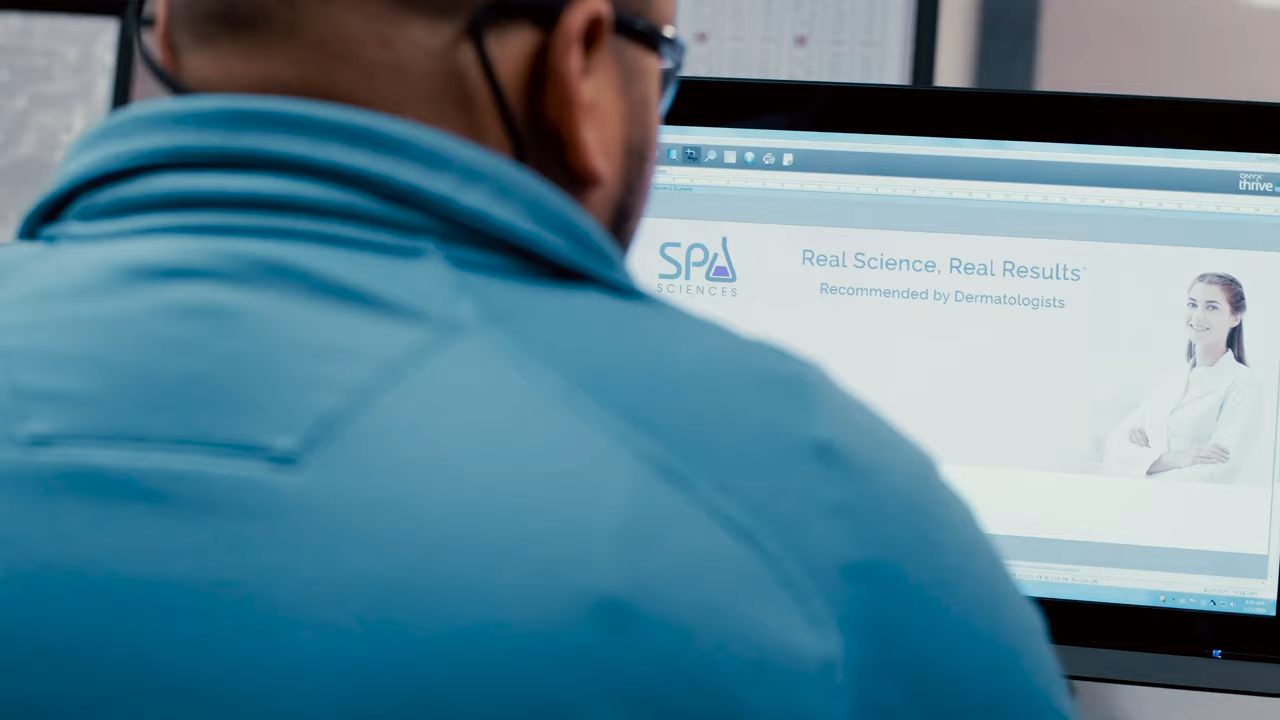 ONYX
thrive
SPA
SCIENCES
Real Science, Real Results
Recommended by Dermatologists